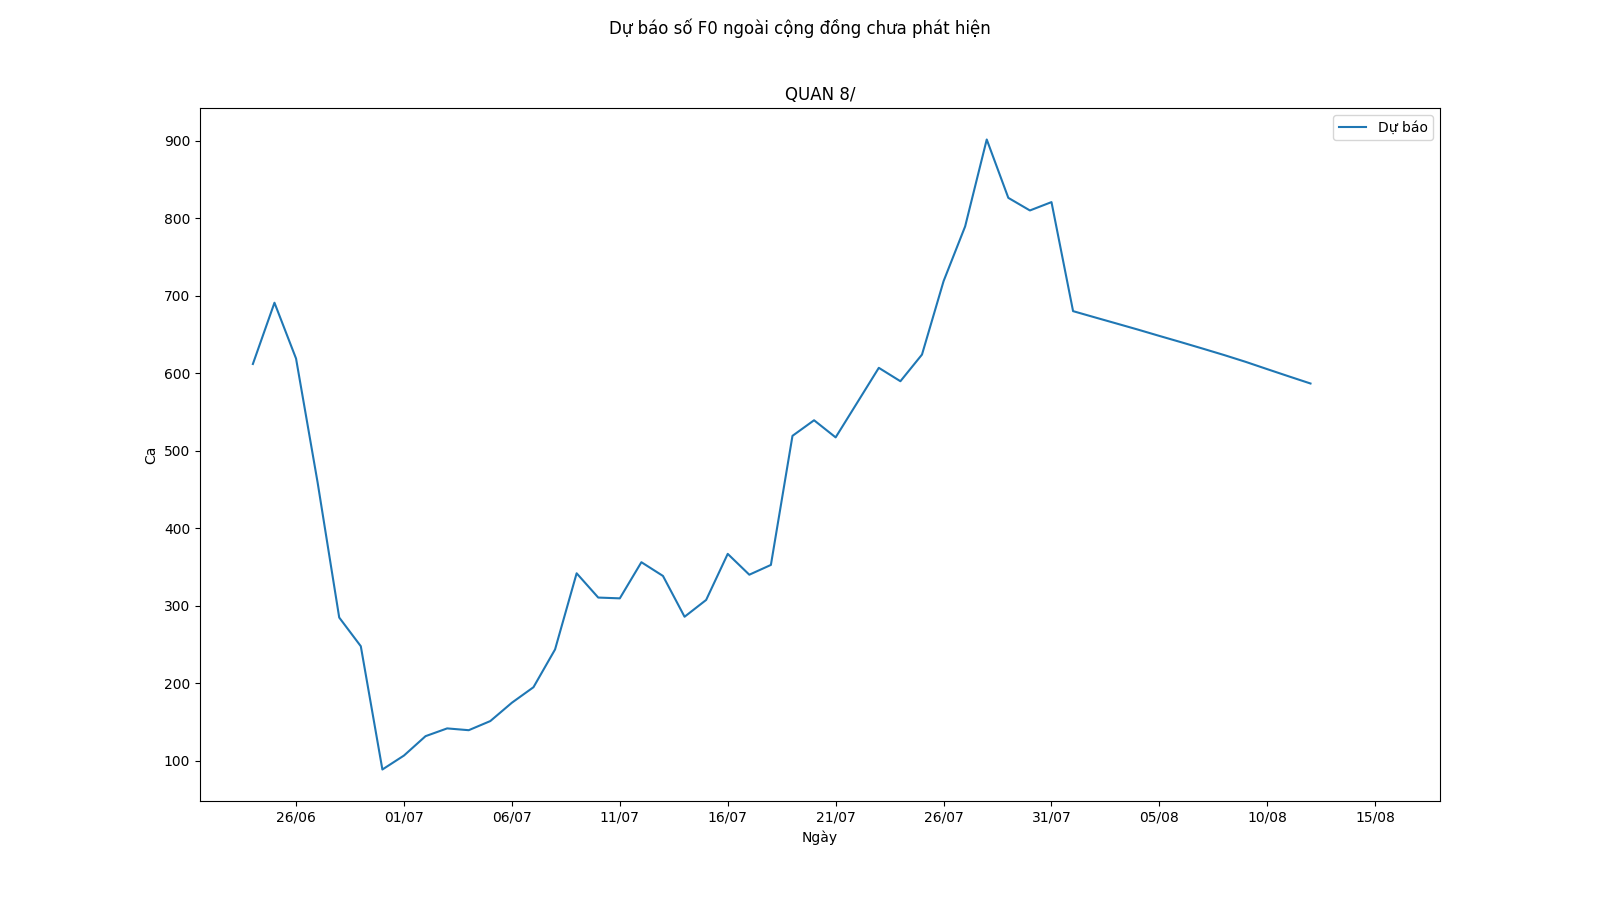 Dự báo số F0 ngoài cộng đồng chưa phát hiện
QUAN 8/
Dự báo
900
800
700
600
500
400
300
200
100
Ca
26/06 01/07 06/07 11/07 16/07 21/07 26/07 31/07 05/08 10/08 15/08
Ngày